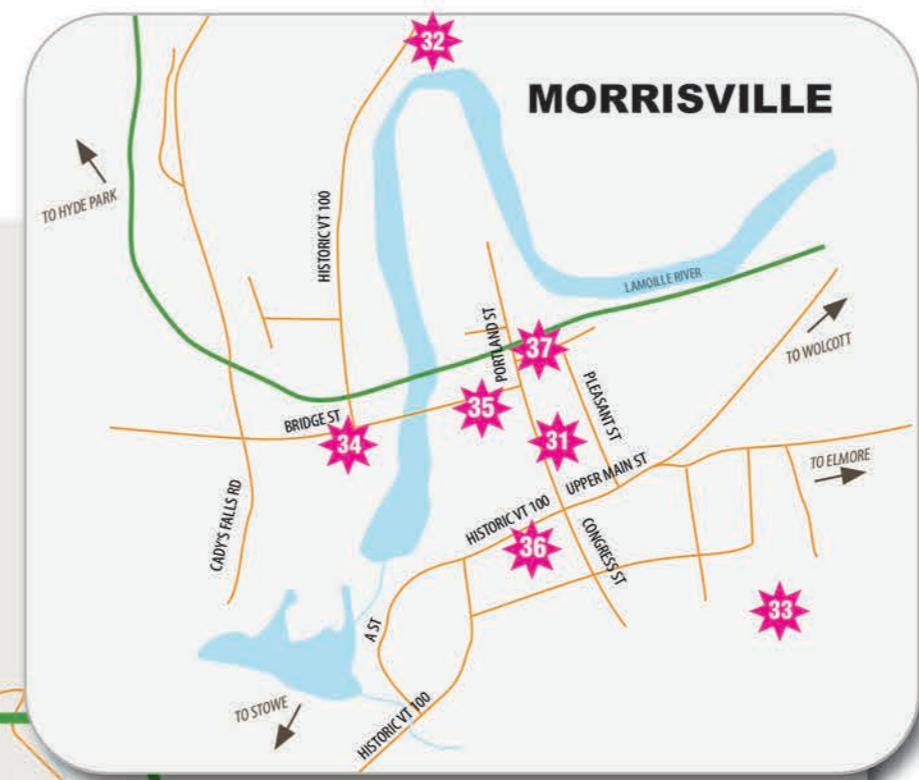 32
MORRISVILLE
TO HYDE PARK
HISTORIC VT 100
LAMOILLE RIVER
PORTLAND ST
37
TO WOLCOTT
35
PLEASANT ST
BRIDGE ST
34
31
UPPER MAIN ST
TO ELMORE
CADY'S FALLS RD
HISTORIC VT 100
36
CONGRESS ST
33
A ST
TO STOWE
HISTORIC VT 100